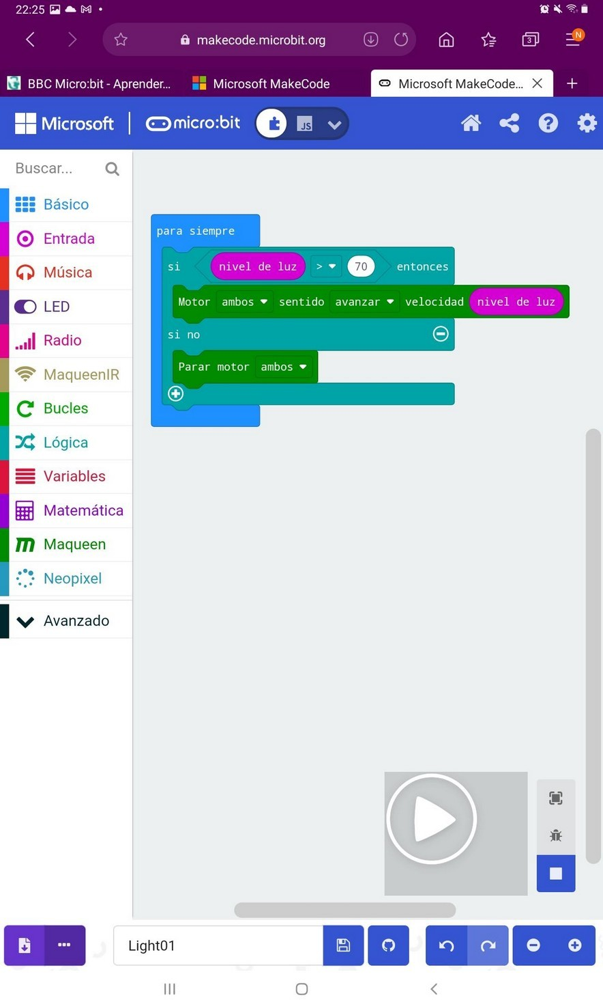 22:25
makecode.microbit.org
3
N
BBC Micro:bit - Aprender...
Microsoft MakeCode
Microsoft MakeCode...
Microsoft
micro:bit
JS
Buscar...
Básico
Entrada
Música
LED
Radio
MaqueenIR
Bucles
Lógica
Variables
Matemática
Maqueen
Neopixel
Avanzado
para siempre
si nivel de luz > 70 entonces
Motor ambos sentido avanzar velocidad nivel de luz
si no
Parar motor ambos
Light01